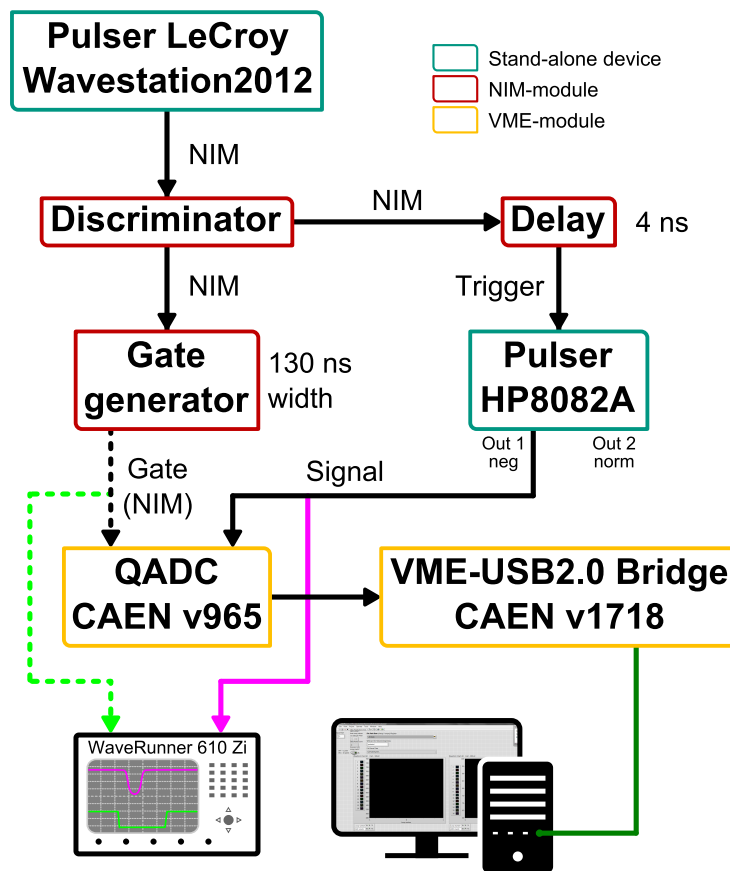 Pulser LeCroy
Wavestation2012
Stand-alone device
NIM-module
VME-module
NIM
Discriminator
NIM
Delay
4 ns
NIM
Trigger
Gate
generator
130 ns
width
Pulser
HP8082A
Out 1
neg
Out 2
norm
Gate
(NIM)
Signal
QADC
CAEN v965
VME-USB2.0 Bridge
CAEN v1718
WaveRunner 610 Zi